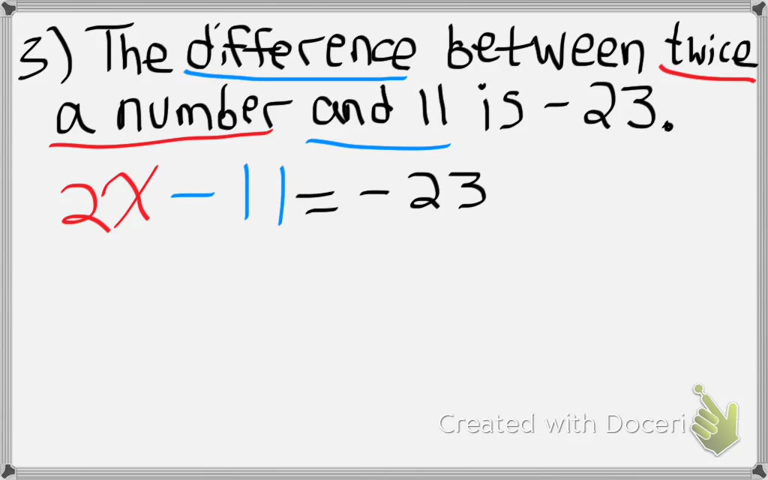 3) The difference between twice
a number and 11 is -23.
2x - 11 = -23
Created with Doceri